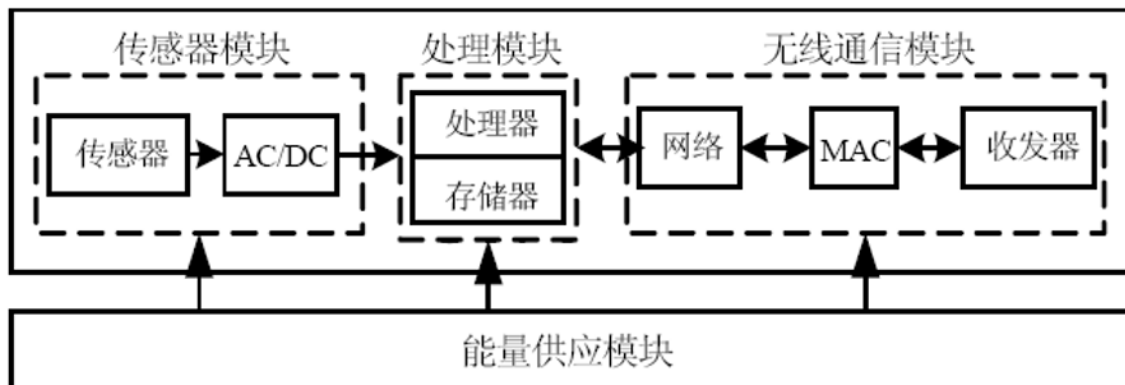 传感器模块
处理模块
无线通信模块
传感器
AC/DC
处理器
存储器
网络
MAC
收发器
能量供应模块